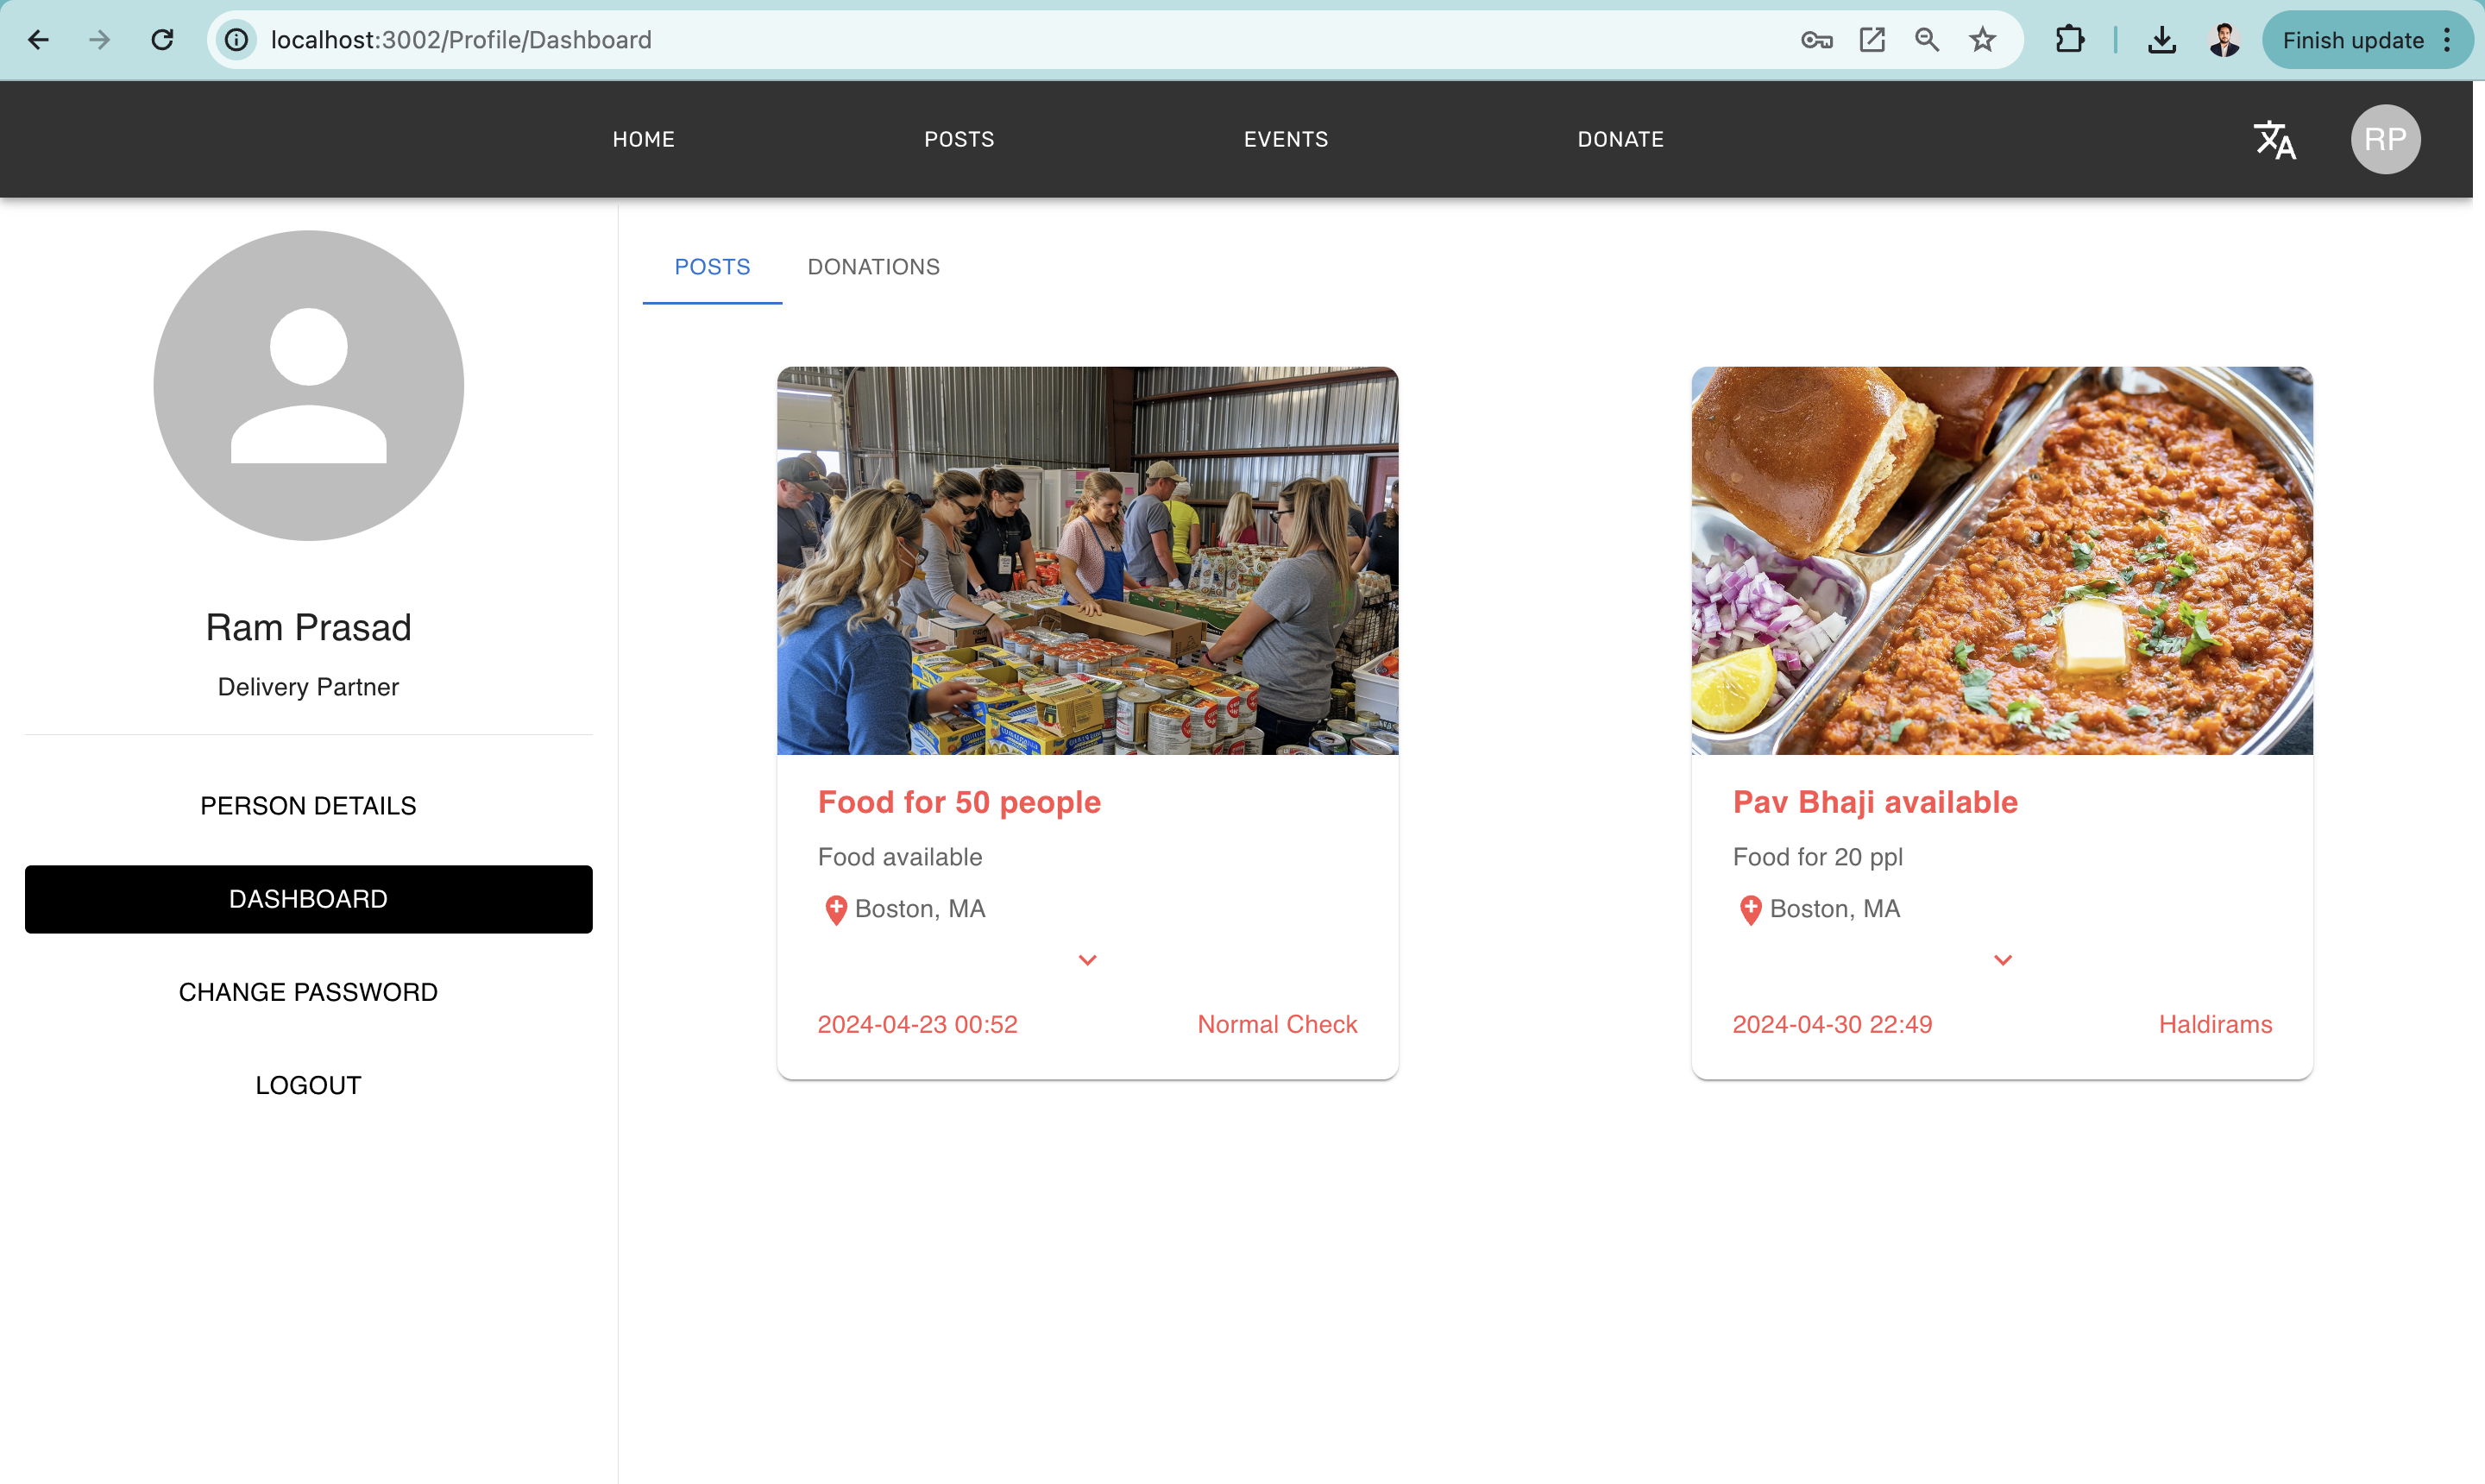 localhost:3002/Profile/Dashboard
Finish update
HOME
POSTS
EVENTS
DONATE
RP
Ram Prasad
Delivery Partner
PERSON DETAILS
DASHBOARD
CHANGE PASSWORD
LOGOUT
POSTS
DONATIONS
Food for 50 people
Food available
Boston, MA
2024-04-23 00:52
Normal Check
Pav Bhaji available
Food for 20 ppl
Boston, MA
2024-04-30 22:49
Haldirams